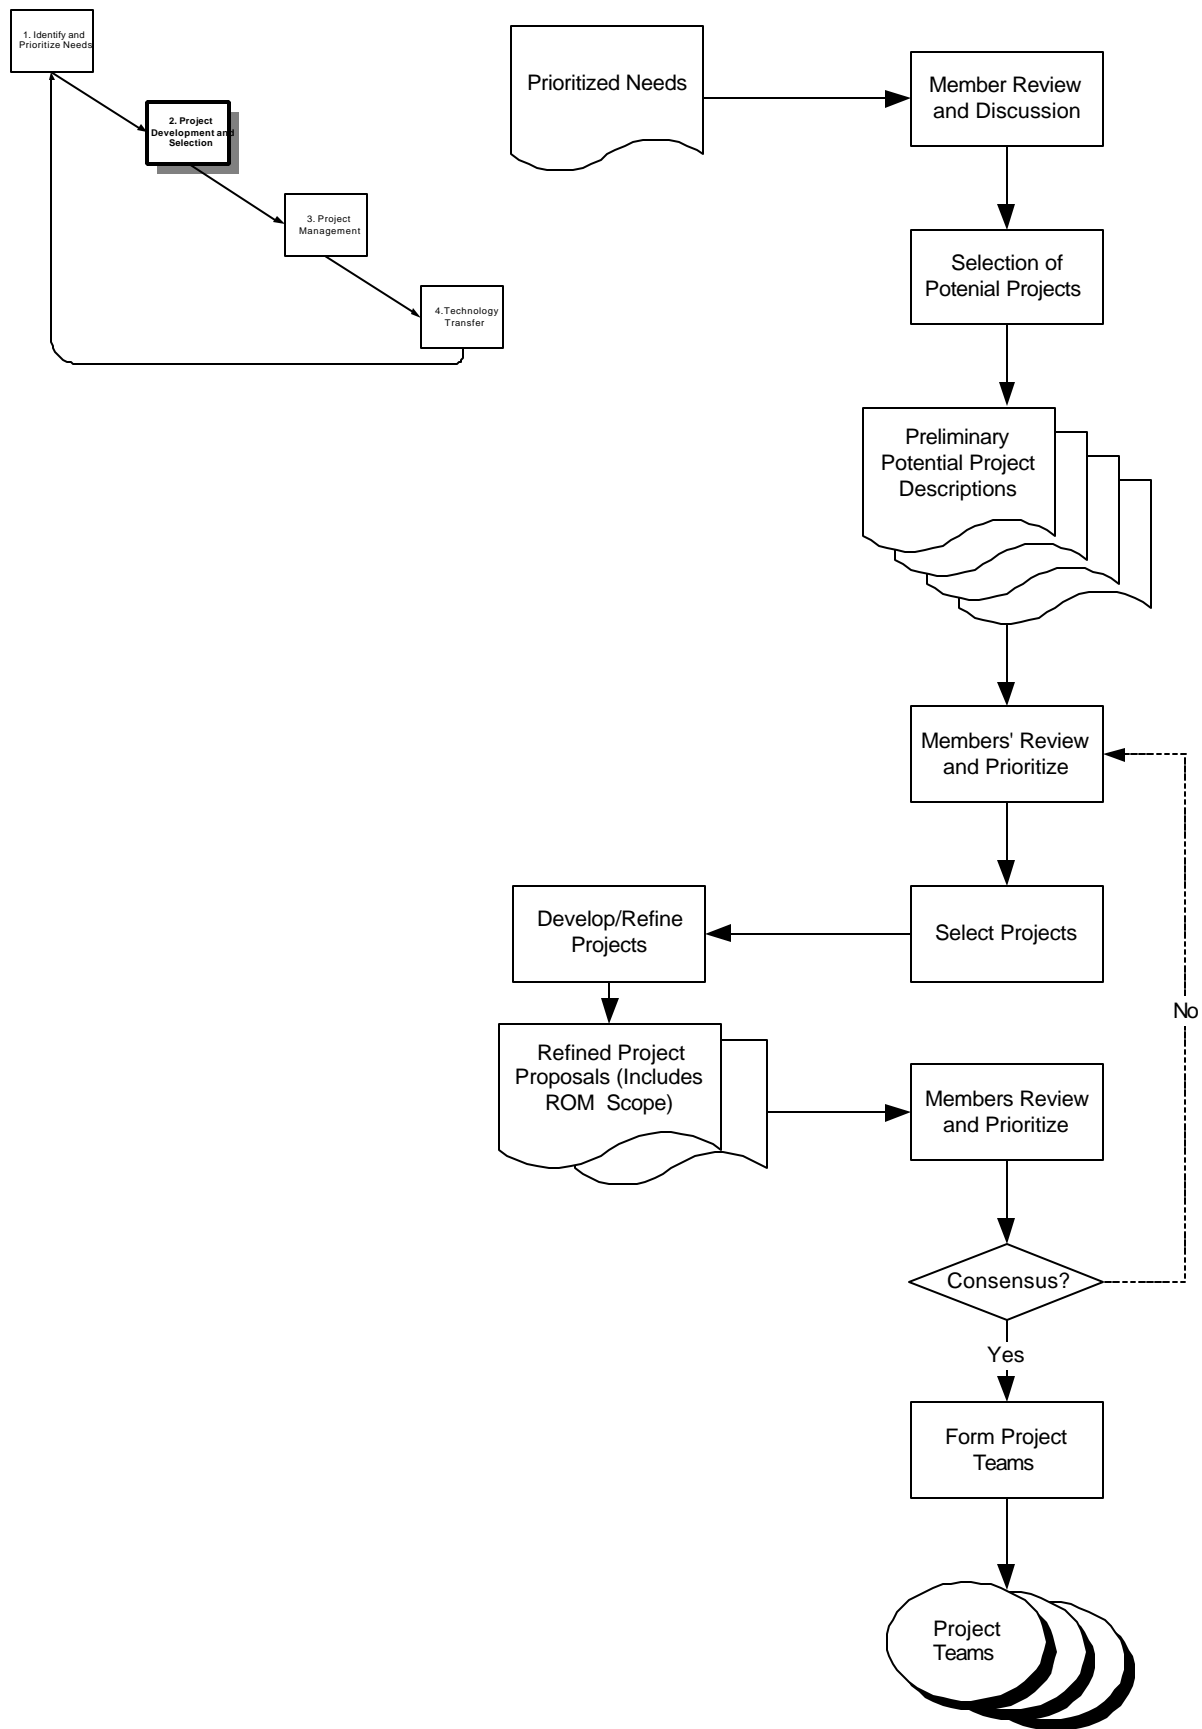 1. Identify and
Prioritize Needs
2. Project
Development and
Selection
3. Project
Management
4.Technology
Transfer
Prioritized Needs
Member Review
and Discussion
Selection of
Potenial Projects
Preliminary
Potential Project
Descriptions
Members' Review
and Prioritize
Select Projects
Develop/Refine
Projects
Refined Project
Proposals (Includes
ROM Scope)
Members Review
and Prioritize
No
Consensus?
Yes
Form Project
Teams
Project
Teams